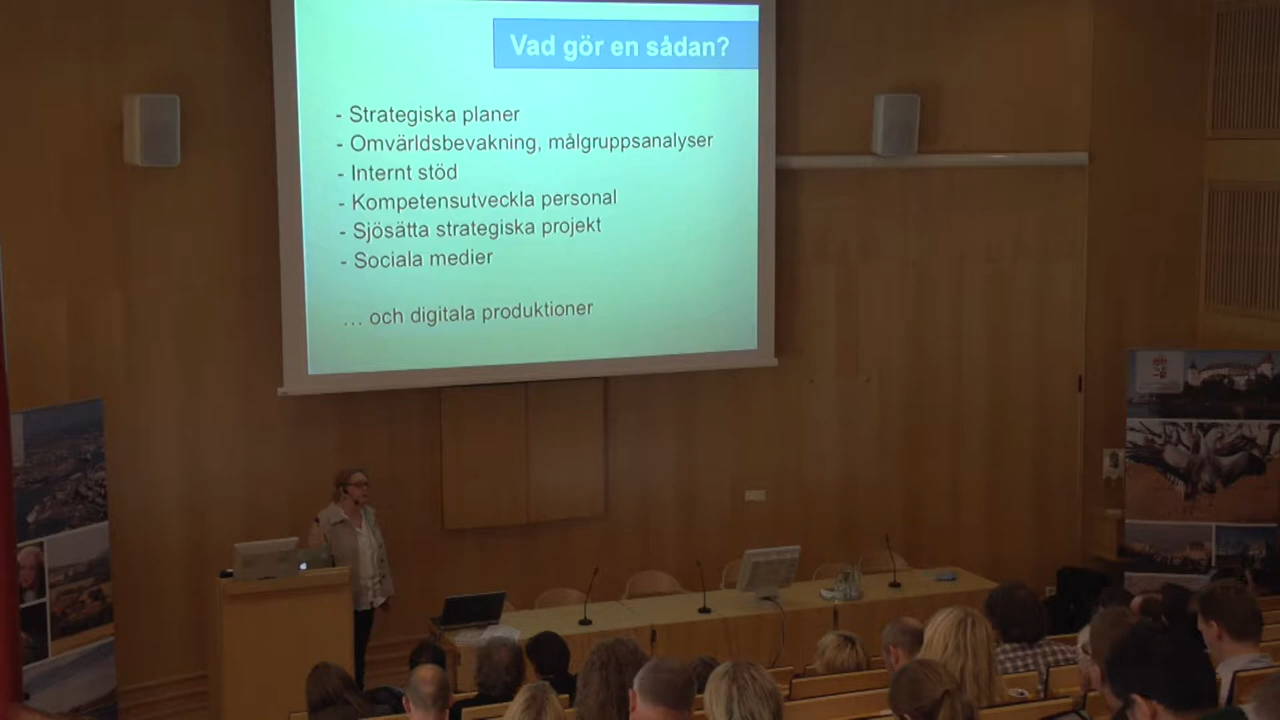 Vad gör en sådan?
- Strategiska planer
- Omvärldsbevakning, målgruppsanalyser
- Internt stöd
- Kompetensutveckla personal
- Sjösätta strategiska projekt
- Sociala medier
... och digitala produktioner